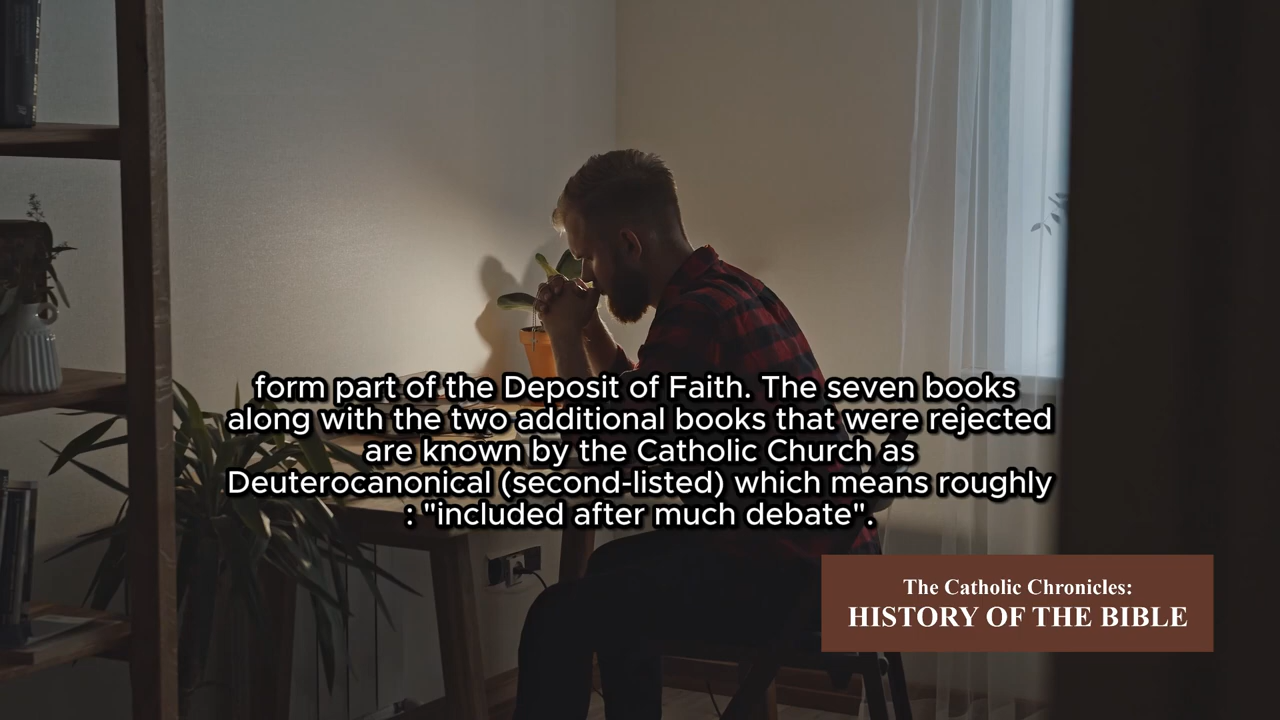 form part of the Deposit of Faith. The seven books
along with the two additional books that were rejected
are known by the Catholic Church as
Deuterocanonical (second-listed) which means roughly
: "included after much debate".
The Catholic Chronicles:
HISTORY OF THE BIBLE